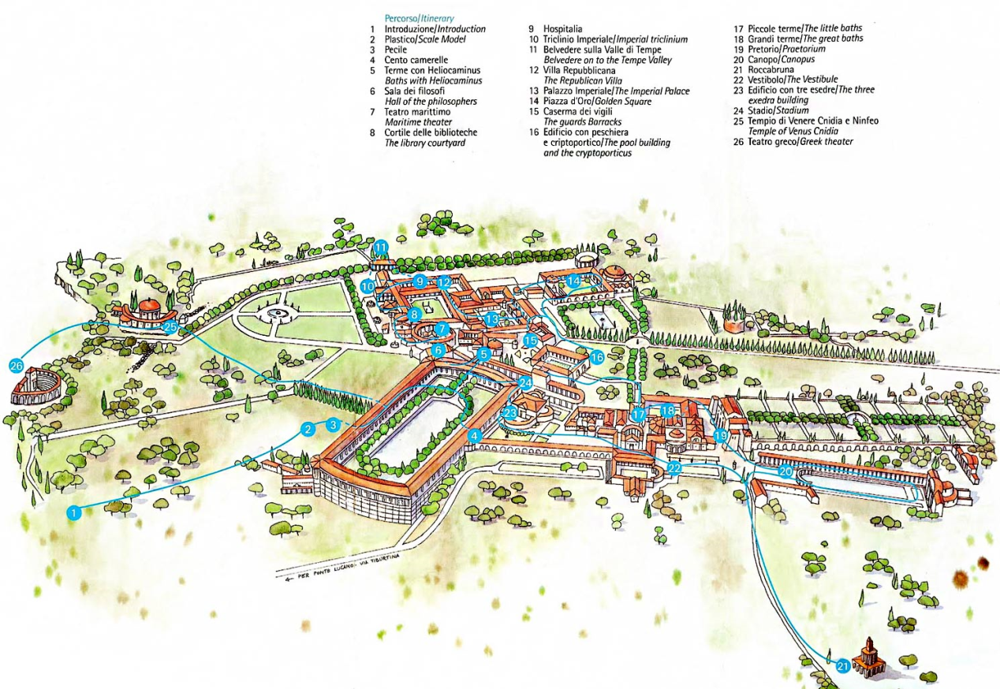 Percorso/Itinerary
1 Introduzione/Introduction
2 Plastico/Scale Model
3 Pecile
4 Cento camerelle
5 Terme con Heliocaminus
Baths with Heliocaminus
6 Sala dei filosofi
Hall of the philosophers
7 Teatro marittimo
Maritime theater
8 Cortile delle biblioteche
The library courtyard
9 Hospitalia
10 Triclinio Imperiale/Imperial triclinium
11 Belvedere sulla Valle di Tempe
Belvedere on to the Tempe Valley
12 Villa Repubblicana
The Republican Villa
13 Palazzo Imperiale/The Imperial Palace
14 Piazza d'Oro/Golden Square
15 Caserma dei vigili
The guards Barracks
16 Edificio con peschiera
e criptoportico/The pool building
and the cryptoporticus
17 Piccole terme/The little baths
18 Grandi terme/The great baths
19 Pretorio/Praetorium
20 Canopo/Canopus
21 Roccabruna
22 Vestibolo/The Vestibule
23 Edificio con tre esedre/The three
exedra building
24 Stadio/Stadium
25 Tempio di Venere Cnidia e Ninfeo
Temple of Venus Cnidia
26 Teatro greco/Greek theater
11
14
10
9
12
8
13
7
25
15
6
5
16
26
24
23
17
18
2
3
4
19
22
20
1
← PER PONTE LUCANO - VIA TIBURTINA
21